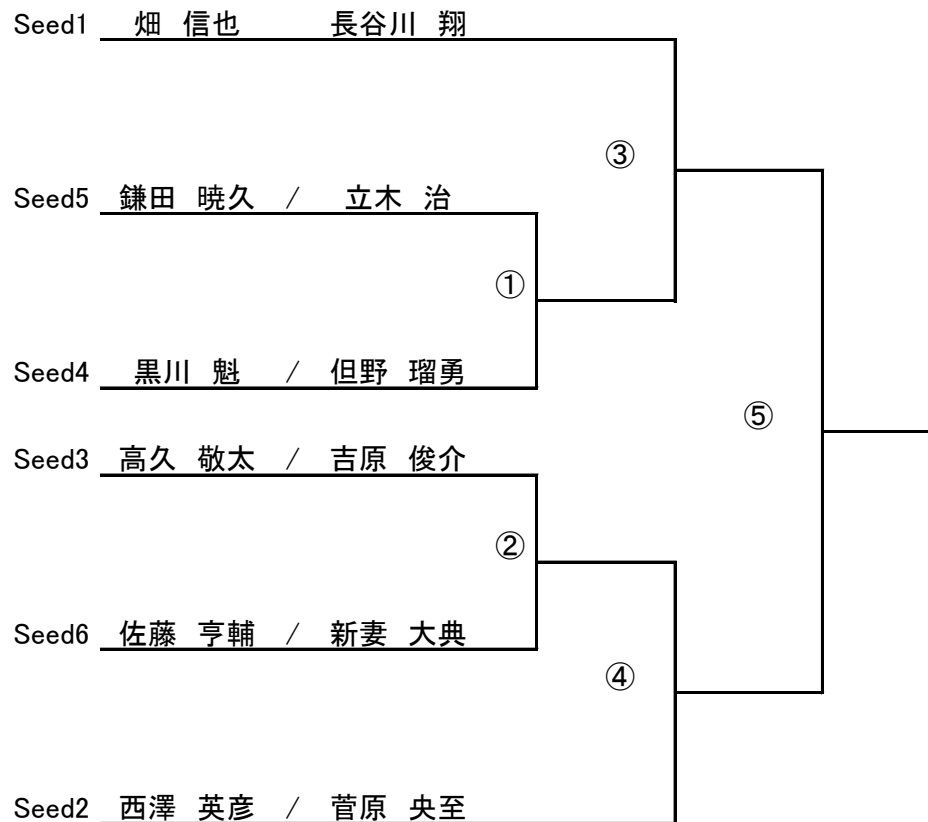 Seed1 畑 信也 長谷川 翔
③
Seed5 鎌田 暁久 / 立木 治
①
Seed4 黒川 魁 / 但野 瑠勇
⑤
Seed3 高久 敬太 / 吉原 俊介
②
Seed6 佐藤 亨輔 / 新妻 大典
④
Seed2 西澤 英彦 / 菅原 央至